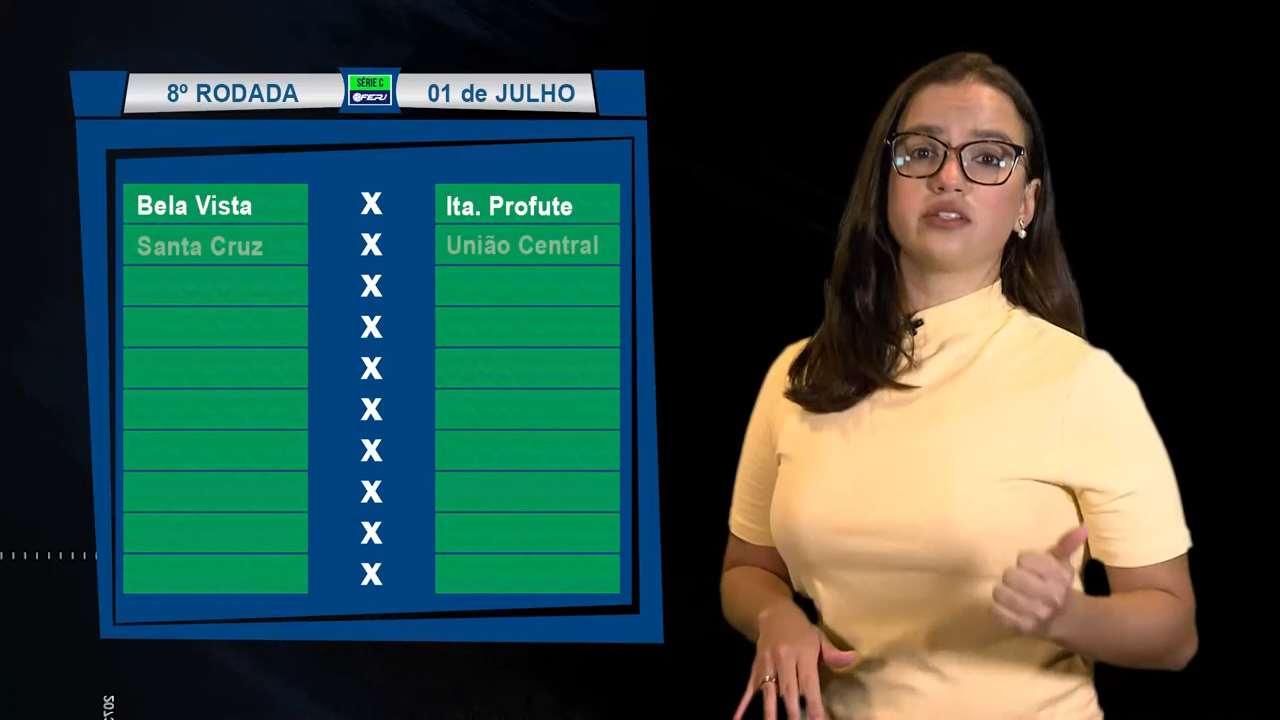 8º RODADA
SÉRIE C
FERJ
01 de JULHO
Bela Vista X Ita. Profute
Santa Cruz X União Central
X
X
X
X
X
X
X
X